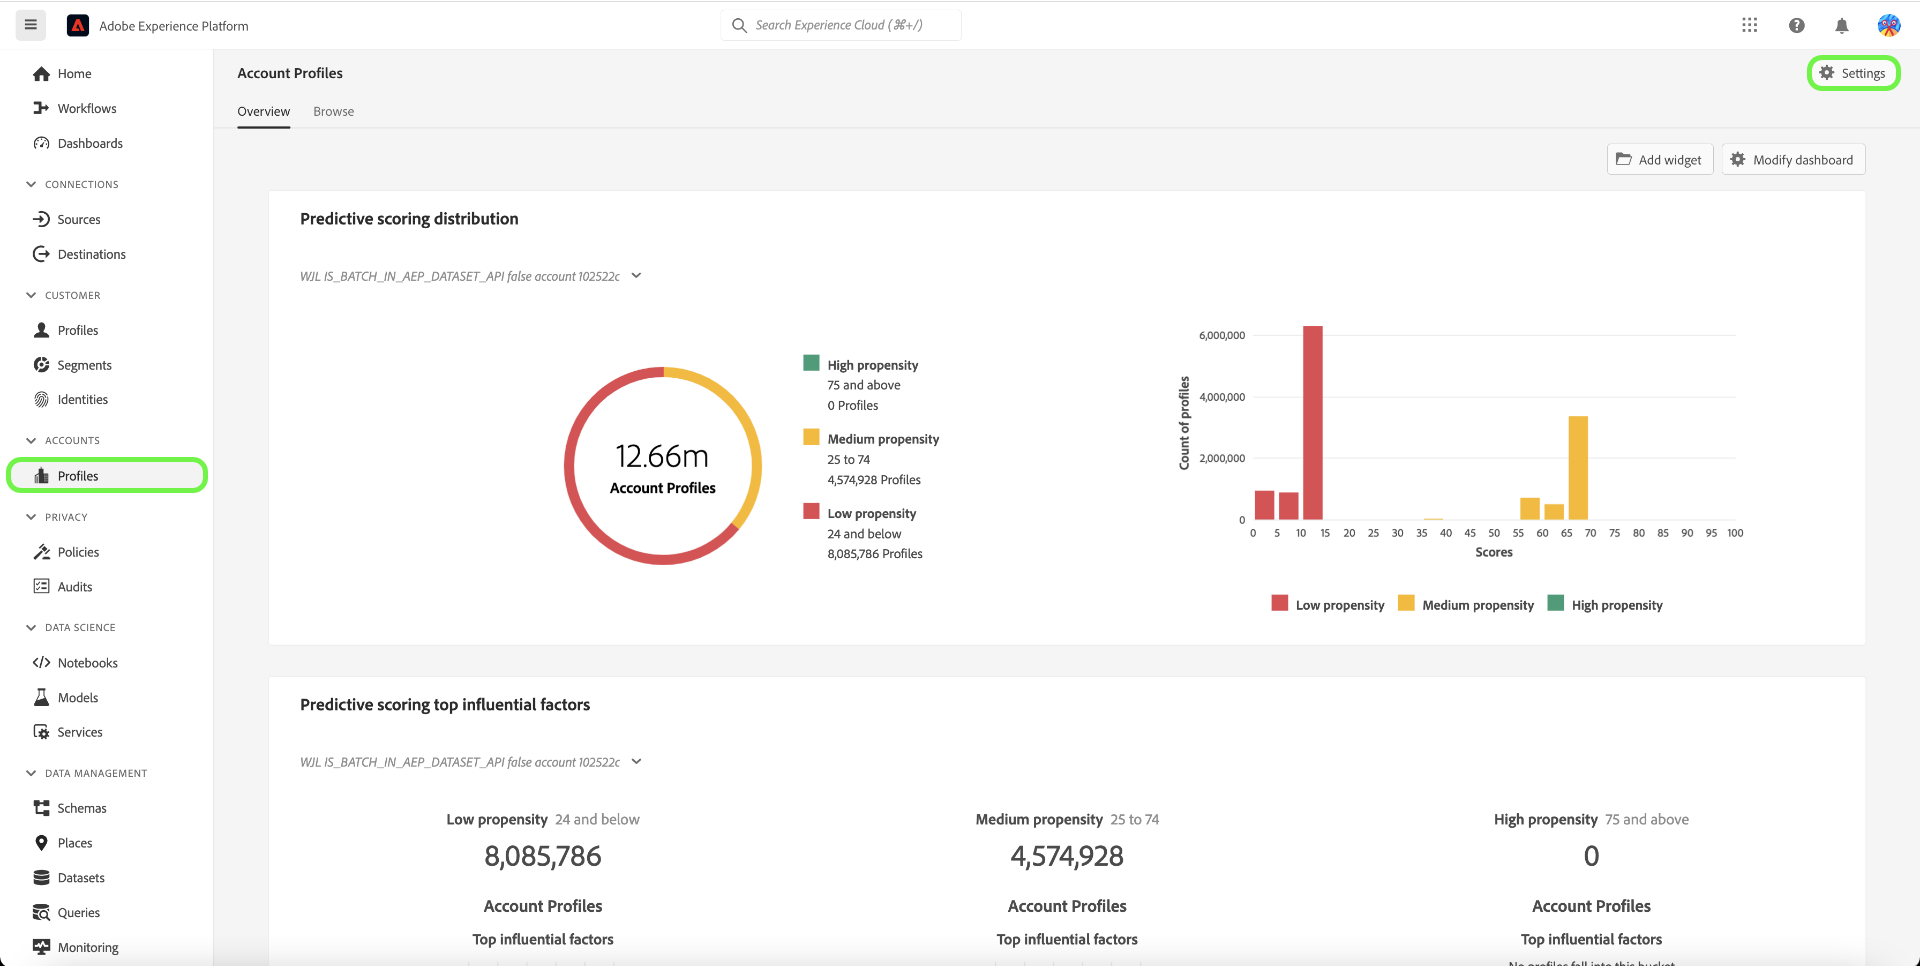 Adobe Experience Platform
Search Experience Cloud (⌘+/)
Home
Workflows
Dashboards
CONNECTIONS
Sources
Destinations
CUSTOMER
Profiles
Segments
Identities
ACCOUNTS
Profiles
PRIVACY
Policies
Audits
DATA SCIENCE
Notebooks
Models
Services
DATA MANAGEMENT
Schemas
Places
Datasets
Queries
Monitoring
Account Profiles
Settings
Overview Browse
Add widget Modify dashboard
Predictive scoring distribution
WJL IS_BATCH_IN_AEP_DATASET_API false account 102522c
12.66m
Account Profiles
High propensity
75 and above
0 Profiles
Medium propensity
25 to 74
4,574,928 Profiles
Low propensity
24 and below
8,085,786 Profiles
Count of profiles
6,000,000
4,000,000
2,000,000
0
0 5 10 15 20 25 30 35 40 45 50 55 60 65 70 75 80 85 90 95 100
Scores
Low propensity Medium propensity High propensity
Predictive scoring top influential factors
WJL IS_BATCH_IN_AEP_DATASET_API false account 102522c
Low propensity 24 and below
8,085,786
Account Profiles
Top influential factors
Medium propensity 25 to 74
4,574,928
Account Profiles
Top influential factors
High propensity 75 and above
0
Account Profiles
Top influential factors
No profiles fall into this bucket